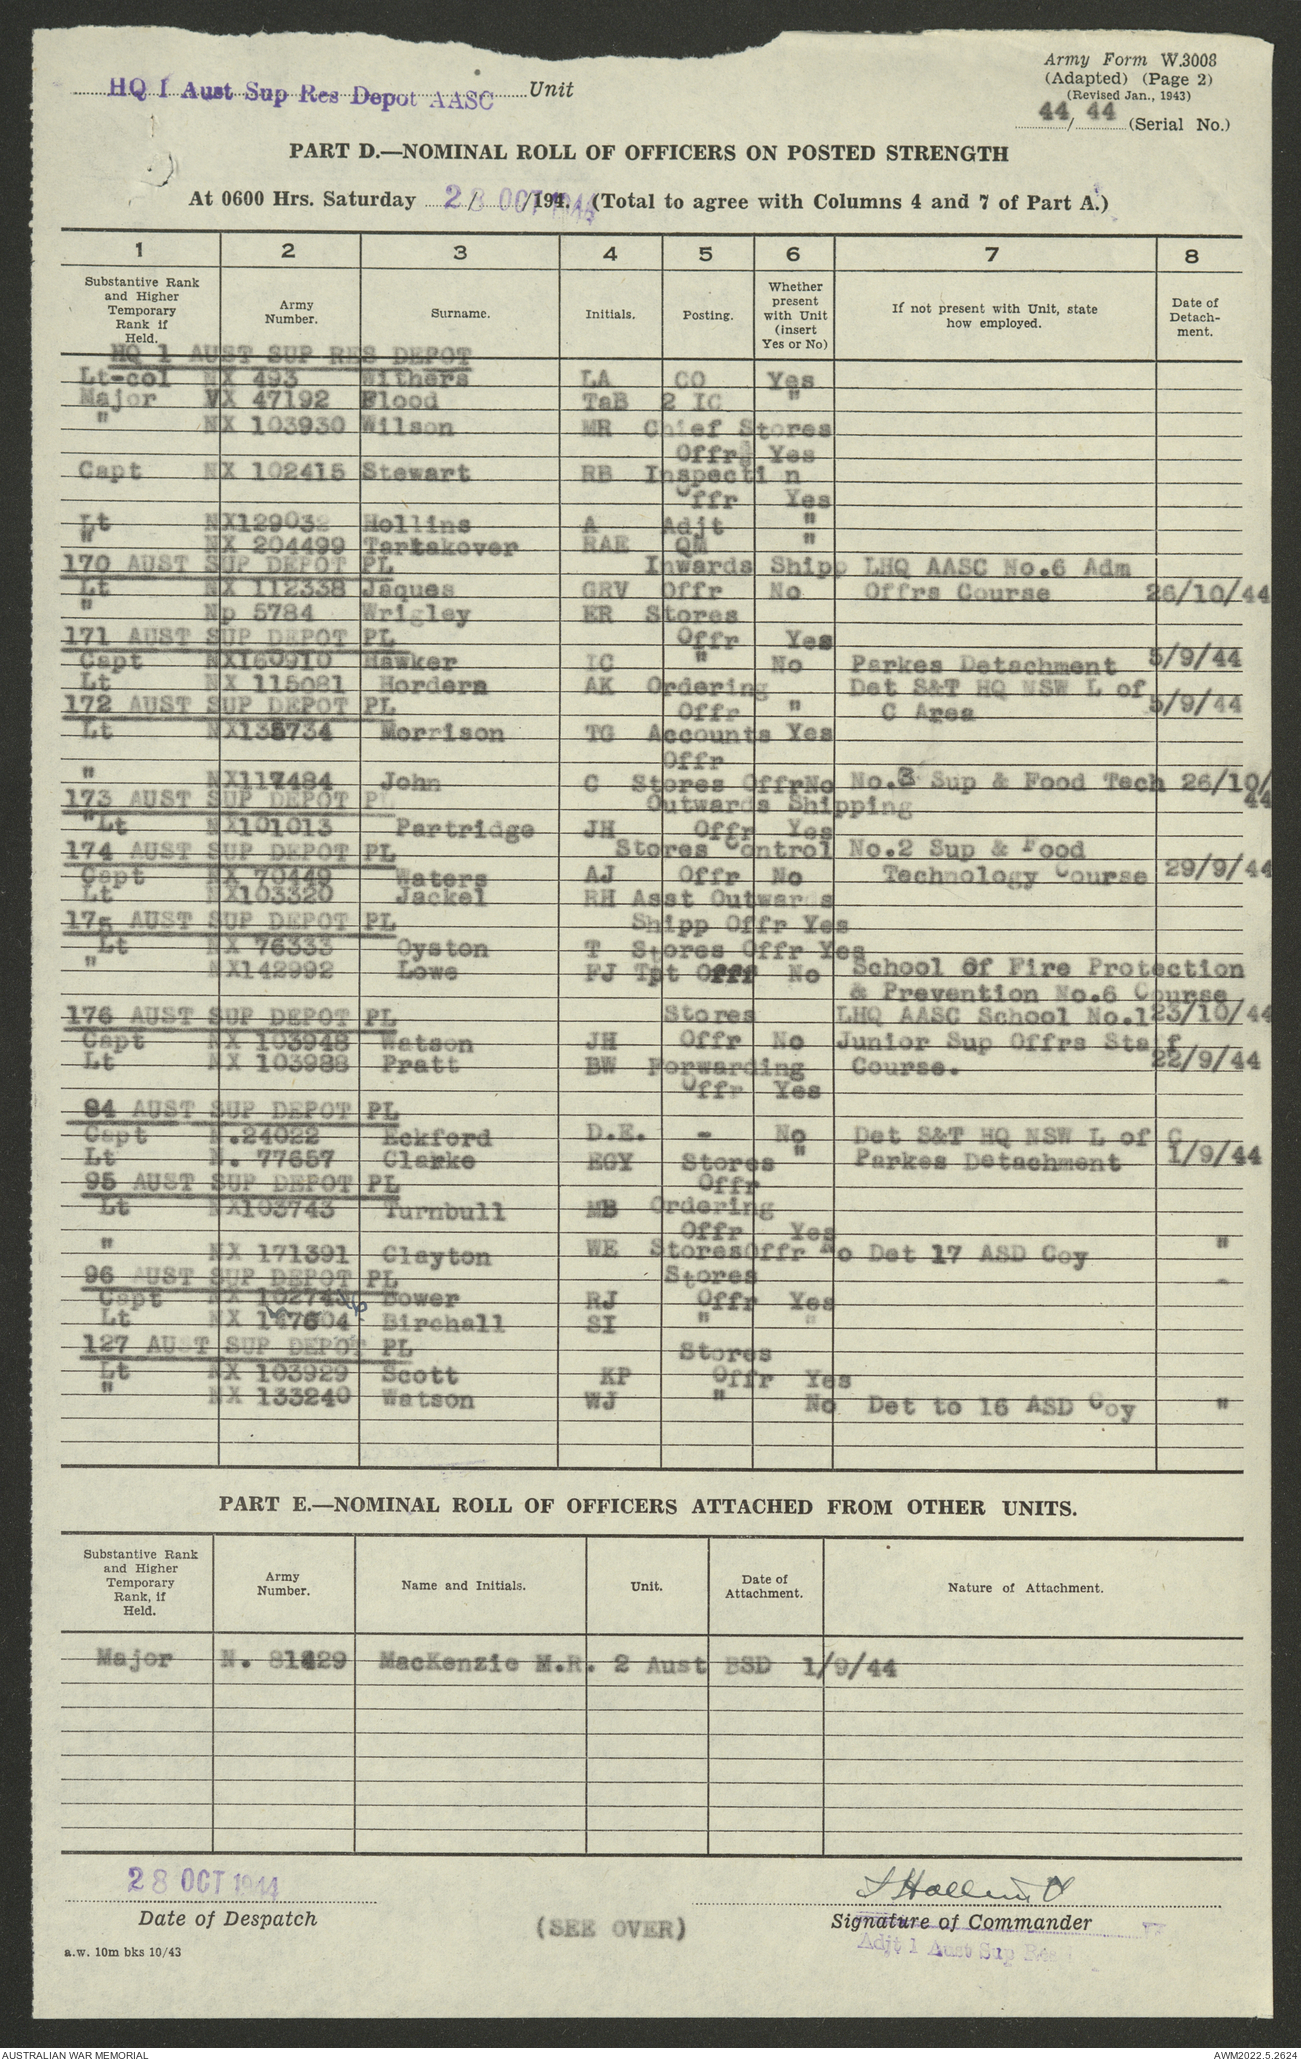 HQ 1 Aust Sup Res Depot AASC Unit
Army Form W.3008
(Adapted) (Page 2)
(Revised Jan., 1943)
44/ 44 (Serial No.)
PART D.—NOMINAL ROLL OF OFFICERS ON POSTED STRENGTH
At 0600 Hrs. Saturday 28 OCT 1944 /194. (Total to agree with Columns 4 and 7 of Part A.)
1 2 3 4 5 6 7 8
Substantive Rank and Higher Temporary Rank if Held. Army Number. Surname. Initials. Posting. Whether present with Unit (insert Yes or No) If not present with Unit, state how employed. Date of Detach-ment.
HQ 1 AUST SUP RES DEPOT
Lt-col NX 493 Withers LA CO Yes
Major VX 47192 Flood TaB 2 IC "
" NX 103930 Wilson MR Chief Stores
Offr Yes
Capt NX 102415 Stewart RB Inspecti n
Offr Yes
Lt NX129032 Hollins A Adjt "
" NX 204499 Tartakover RAE QM "
170 AUST SUP DEPOT PL Inwards Shipp LHQ AASC No.6 Adm
Lt NX 112338 Jaques GRV Offr No Offrs Course 26/10/44
" Np 5784 Wrigley ER Stores
171 AUST SUP DEPOT PL Offr Yes
Capt NX160910 Hawker IC " No Parkes Detachment 5/9/44
Lt NX 115081 Hordern AK Ordering Det S&T HQ NSW L of
172 AUST SUP DEPOT PL Offr " C Area 5/9/44
Lt NX135734 Morrison TG Accounts Yes
Offr
" NX117484 John C Stores Offr No No.3 Sup & Food Tech 26/10/
44
173 AUST SUP DEPOT PL Outwards Shipping
"Lt NX101013 Partridge JH Offr Yes
174 AUST SUP DEPOT PL Stores Control No.2 Sup & Food
Capt NX 70449 Waters AJ Offr No Technology Course 29/9/44
Lt NX103320 Jackel RH Asst Outwards
175 AUST SUP DEPOT PL Shipp Offr Yes
Lt NX 76333 Oyston T Stores Offr Yes
" NX142992 Lowe FJ Tpt Offr No School Of Fire Protection
& Prevention No.6 Course
176 AUST SUP DEPOT PL Stores LHQ AASC School No.1 23/10/44
Capt NX 103948 Watson JH Offr No Junior Sup Offrs Staff
Lt NX 103988 Pratt BW Forwarding Course. 22/9/44
Offr Yes
94 AUST SUP DEPOT PL
Capt N.24022 Eckford D.E. - No Det S&T HQ NSW L of C
Lt N. 77657 Clarke EGY Stores " Parkes Detachment 1/9/44
95 AUST SUP DEPOT PL Offr
Lt NX103743 Turnbull MB Ordering
Offr Yes
" NX 171391 Clayton WE StoresOffr No Det 17 ASD Coy "
96 AUST SUP DEPOT PL Stores
Capt NX Bower RJ Offr Yes
Lt NX Birchall SI " "
127 AUST SUP DEPOT PL Stores
Lt NX 103929 Scott KP Offr Yes
" NX 133240 Watson WJ " No Det to 16 ASD Coy "
PART E.—NOMINAL ROLL OF OFFICERS ATTACHED FROM OTHER UNITS.
Substantive Rank and Higher Temporary Rank, if Held. Army Number. Name and Initials. Unit. Date of Attachment. Nature of Attachment.
Major N. 81429 MacKenzie M.R. 2 Aust BSD 1/9/44
28 OCT 1944
Date of Despatch
(SEE OVER)
Signature of Commander
Adjt 1 Aust Sup Res
a.w. 10m bks 10/43
AUSTRALIAN WAR MEMORIAL
AWM2022.5.2624